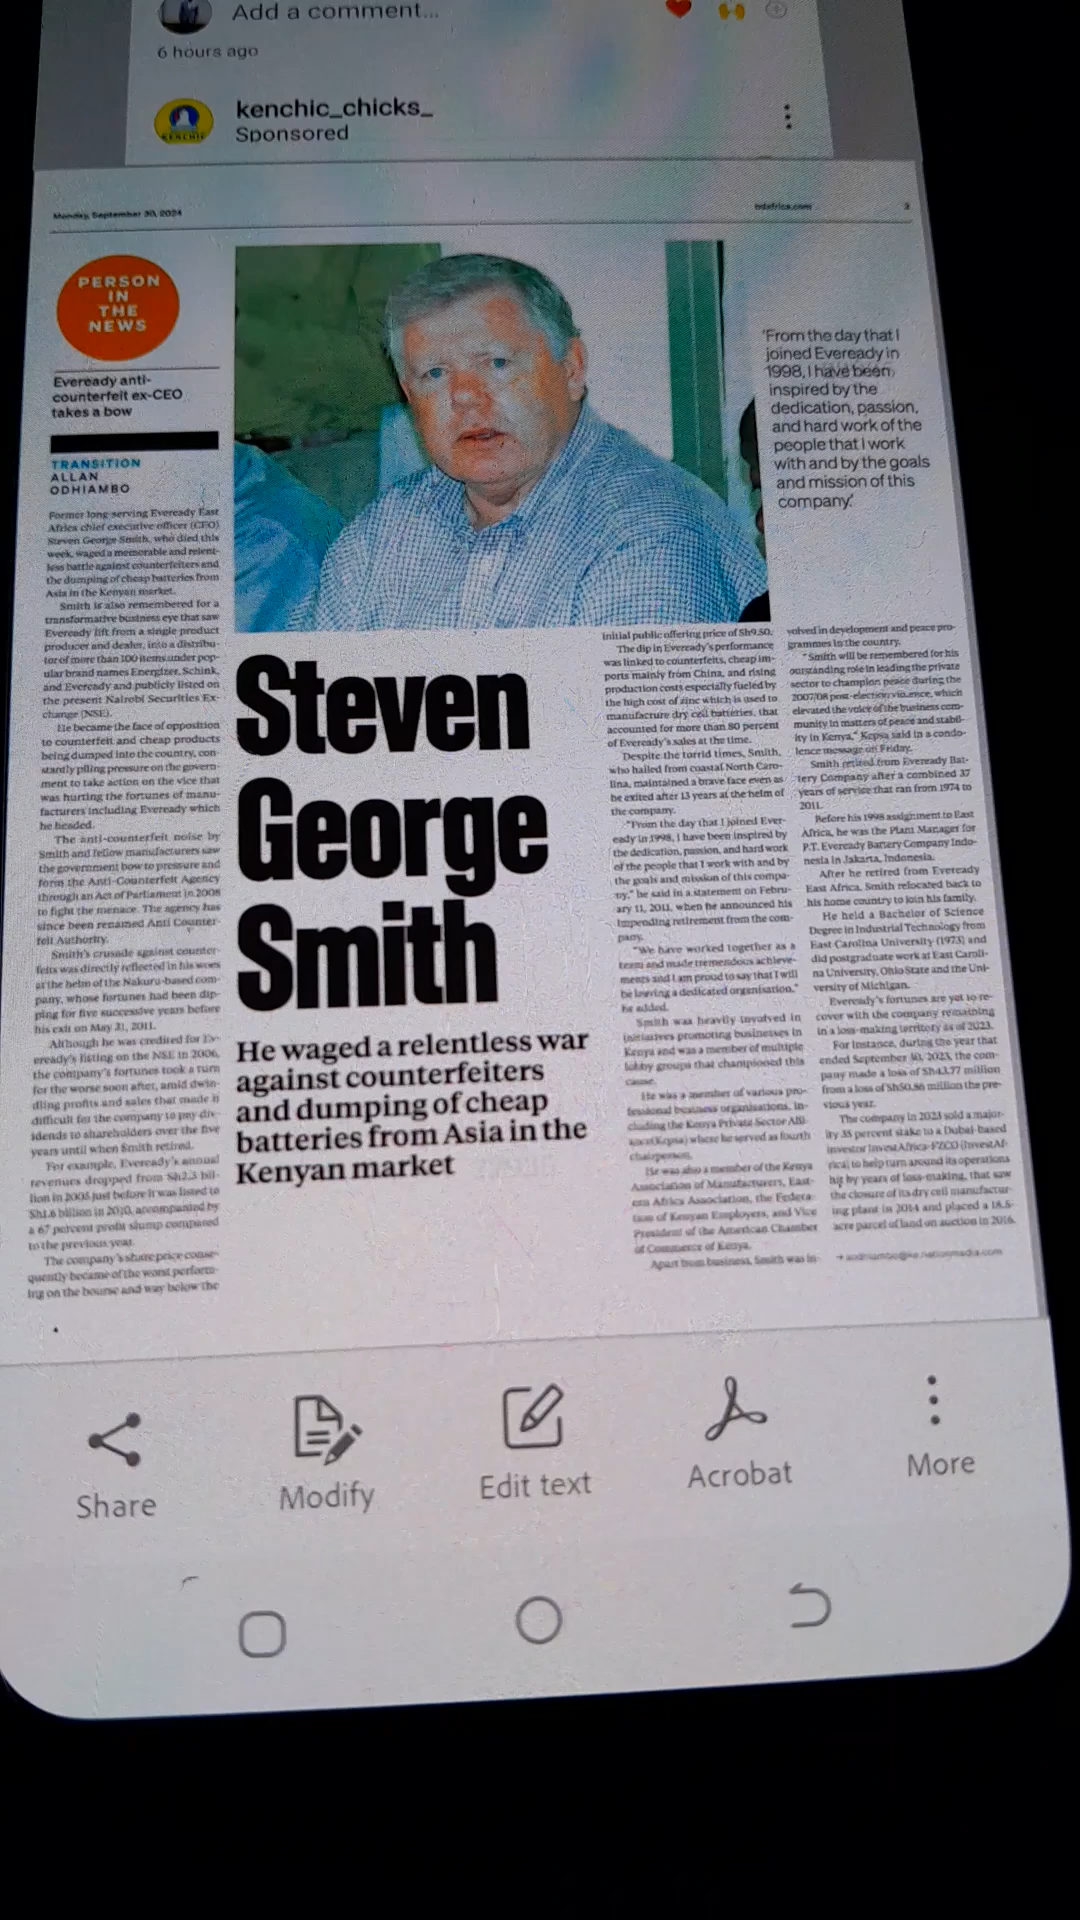 Add a comment...
6 hours ago
kenchic_chicks_
Sponsored
Monday, September 30, 2024
bdafrica.com
PERSON
IN
THE
NEWS
Eveready anti-
counterfeit ex-CEO
takes a bow
TRANSITION
ALLAN
ODHIAMBO
Former long-serving Eveready East
Africa chief executive officer (CEO)
Steven George Smith, who died this
week, waged a memorable and relent-
less battle against counterfeiters and
the dumping of cheap batteries from
Asia in the Kenyan market.
Smith is also remembered for a
transformative business eye that saw
Eveready lift from a single product
producer and dealer, into a distribu-
tor of more than 100 items under pop-
ular brand names Energizer, Schink,
and Eveready and publicly listed on
the present Nairobi Securities Ex-
change (NSE).
He became the face of opposition
to counterfeit and cheap products
being dumped into the country, con-
stantly piling pressure on the govern-
ment to take action on the vice that
was hurting the fortunes of manu-
facturers including Eveready which
he headed.
The anti-counterfeit noise by
Smith and fellow manufacturers saw
the government bow to pressure and
form the Anti-Counterfeit Agency
through an Act of Parliament in 2008
to fight the menace. The agency has
since been renamed Anti Counter-
feit Authority.
Smith's crusade against counter-
feits was directly reflected in his woes
at the helm of the Nakuru-based com-
pany, whose fortunes had been dip-
ping for five successive years before
his exit on May 31, 2011.
Although he was credited for Ev-
eready's listing on the NSE in 2006,
the company's fortunes took a turn
for the worse soon after, amid dwin-
dling profits and sales that made it
difficult for the company to pay div-
idends to shareholders over the five
years until when Smith retired.
For example, Eveready's annual
revenues dropped from Sh2.3 bil-
lion in 2005 just before it was listed to
Sh1.6 billion in 2010, accompanied by
a 67 percent profit slump compared
to the previous year.
The company's share price conse-
quently became of the worst perform-
ing on the bourse and way below the
Steven
George
Smith
He waged a relentless war
against counterfeiters
and dumping of cheap
batteries from Asia in the
Kenyan market
initial public offering price of Sh9.50.
The dip in Eveready's performance
was linked to counterfeits, cheap im-
ports mainly from China, and rising
production costs especially fueled by
the high cost of zinc which is used to
manufacture dry cell batteries, that
accounted for more than 80 percent
of Eveready's sales at the time.
Despite the torrid times, Smith,
who hailed from coastal North Caro-
lina, maintained a brave face even as
he exited after 13 years at the helm of
the company.
"From the day that I joined Ever-
eady in 1998, I have been inspired by
the dedication, passion, and hard work
of the people that I work with and by
the goals and mission of this compa-
ny," he said in a statement on Febru-
ary 11, 2011, when he announced his
impending retirement from the com-
pany.
"We have worked together as a
team and made tremendous achieve-
ments and I am proud to say that I will
be leaving a dedicated organisation,"
he added.
Smith was heavily involved in
initiatives promoting businesses in
Kenya and was a member of multiple
lobby groups that championed this
cause.
He was a member of various pro-
fessional business organisations, in-
cluding the Kenya Private Sector Alli-
ance (Kepsa) where he served as fourth
chairperson.
He was also a member of the Kenya
Association of Manufacturers, East-
ern Africa Association, the Federa-
tion of Kenyan Employers, and Vice
President of the American Chamber
of Commerce of Kenya.
Apart from business, Smith was in-
'From the day that I
joined Eveready in
1998, I have been
inspired by the
dedication, passion,
and hard work of the
people that I work
with and by the goals
and mission of this
company.'
volved in development and peace pro-
grammes in the country.
"Smith will be remembered for his
outstanding role in leading the private
sector to champion peace during the
2007/08 post-election violence, which
elevated the voice of the business com-
munity in matters of peace and stabil-
ity in Kenya," Kepsa said in a condo-
lence message on Friday.
Smith retired from Eveready Bat-
tery Company after a combined 37
years of service that ran from 1974 to
2011.
Before his 1998 assignment to East
Africa, he was the Plant Manager for
P.T. Eveready Battery Company Indo-
nesia in Jakarta, Indonesia.
After he retired from Eveready
East Africa, Smith relocated back to
his home country to join his family.
He held a Bachelor of Science
Degree in Industrial Technology from
East Carolina University (1973) and
did postgraduate work at East Caroli-
na University, Ohio State and the Uni-
versity of Michigan.
Eveready's fortunes are yet to re-
cover with the company remaining
in a loss-making territory as of 2023.
For instance, during the year that
ended September 30, 2023, the com-
pany made a loss of Sh43.77 million
from a loss of Sh50.86 million the pre-
vious year.
The company in 2023 sold a major-
ity 35 percent stake to a Dubai-based
investor InvestAfrica-FZCO (InvestAf-
rica) to help turn around its operations
hit by years of loss-making, that saw
the closure of its dry cell manufactur-
ing plant in 2014 and placed a 18.5-
acre parcel of land on auction in 2016.
Share
Modify
Edit text
Acrobat
More